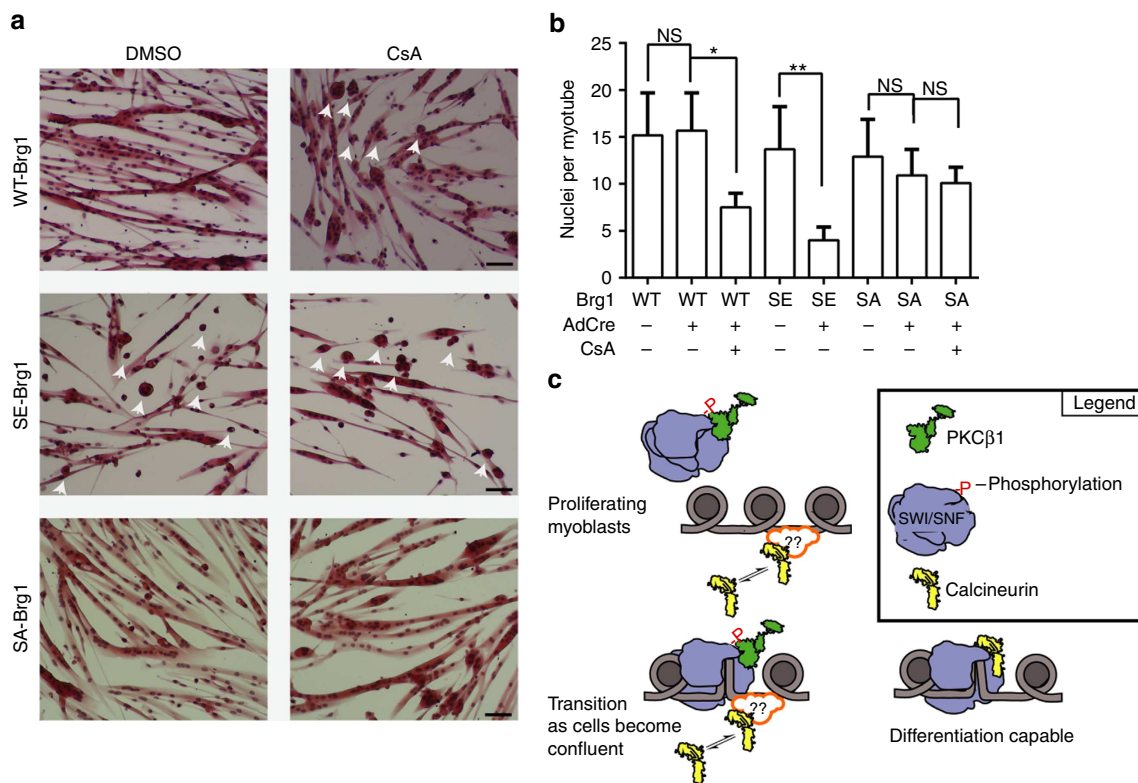 a
DMSO
CsA
WT-Brg1
SE-Brg1
SA-Brg1
b
Nuclei per myotube
25
20
15
10
5
0
NS
*
**
NS
NS
Brg1 WT WT WT SE SE SA SA SA
AdCre – + + – + – + +
CsA – – + – – – – +
c
P
Proliferating
myoblasts
??
P
Transition
as cells become
confluent
??
Differentiation capable
Legend
PKCβ1
P
–Phosphorylation
SWI/SNF
Calcineurin